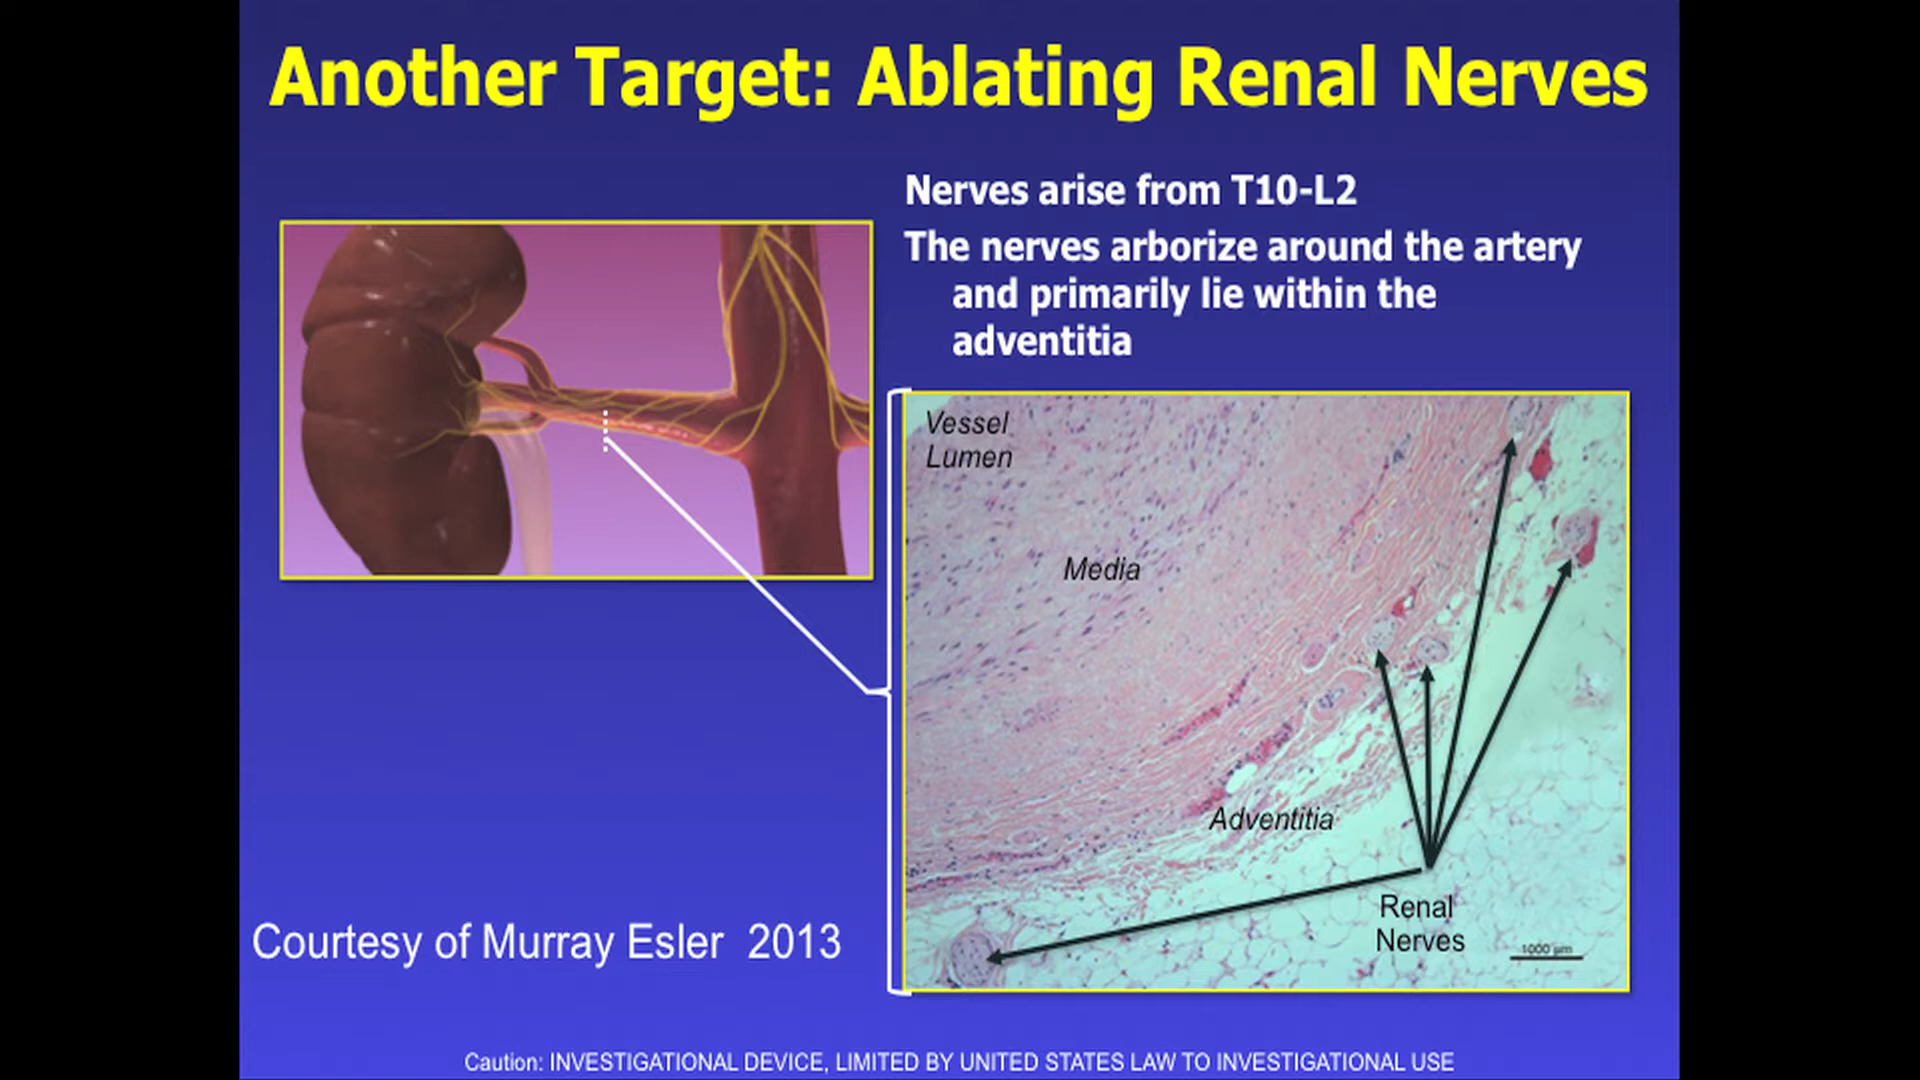 Another Target: Ablating Renal Nerves
Nerves arise from T10-L2
The nerves arborize around the artery
and primarily lie within the
adventitia
Vessel
Lumen
Media
Adventitia
Renal
Nerves
1000 µm
Courtesy of Murray Esler 2013
Caution: INVESTIGATIONAL DEVICE, LIMITED BY UNITED STATES LAW TO INVESTIGATIONAL USE